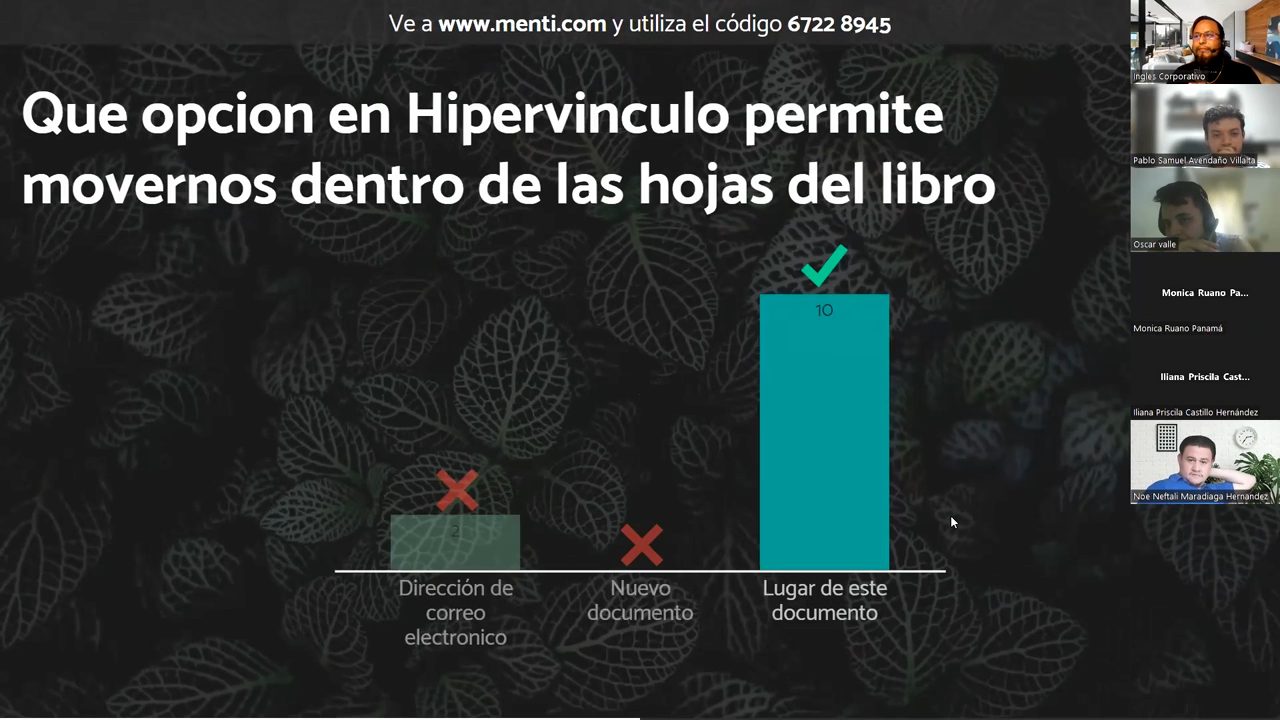 Ve a www.menti.com y utiliza el código 6722 8945
Que opcion en Hipervinculo permite
movernos dentro de las hojas del libro
10
2
Dirección de
correo
electronico
Nuevo
documento
Lugar de este
documento
Ingles Corporativo
Pablo Samuel Avendaño Villalta
Oscar valle
Monica Ruano Pa...
Monica Ruano Panamá
Iliana Priscila Cast...
Iliana Priscila Castillo Hernández
Noe Neftali Maradiaga Hernandez